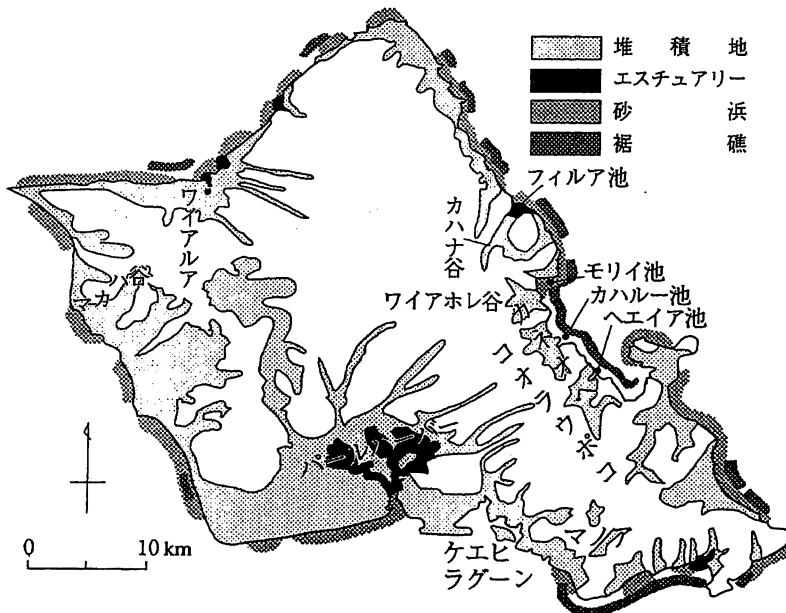 堆積地
エスチュアリー
砂浜
裾礁
フィルア池
カハナ谷
モリイ池
カハルー池
ワイアホレ谷
ヘエイア池
ワイアルア
マカハ谷
カネオヘ
コオラウポコ
パールハーバー
マノア
ケエヒ
ラグーン
0 10km